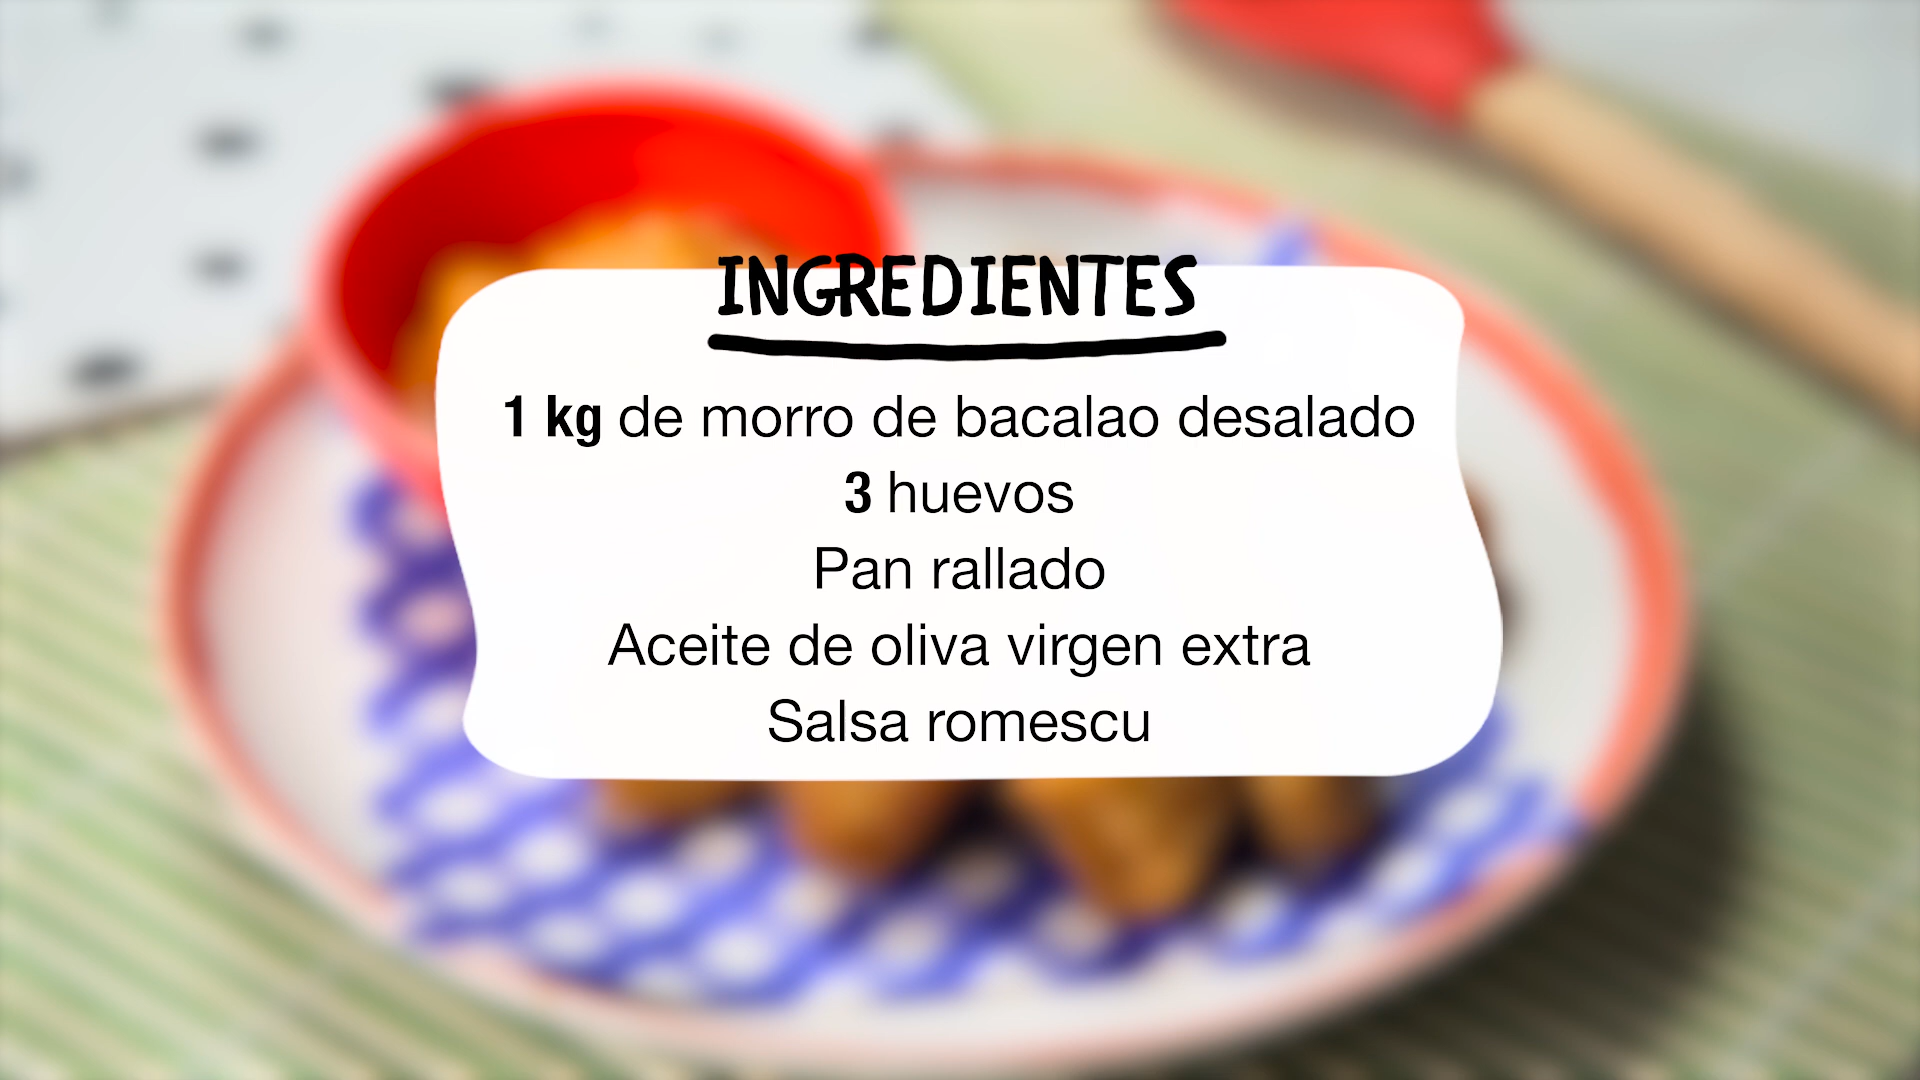 INGREDIENTES
1 kg de morro de bacalao desalado
3 huevos
Pan rallado
Aceite de oliva virgen extra
Salsa romescu